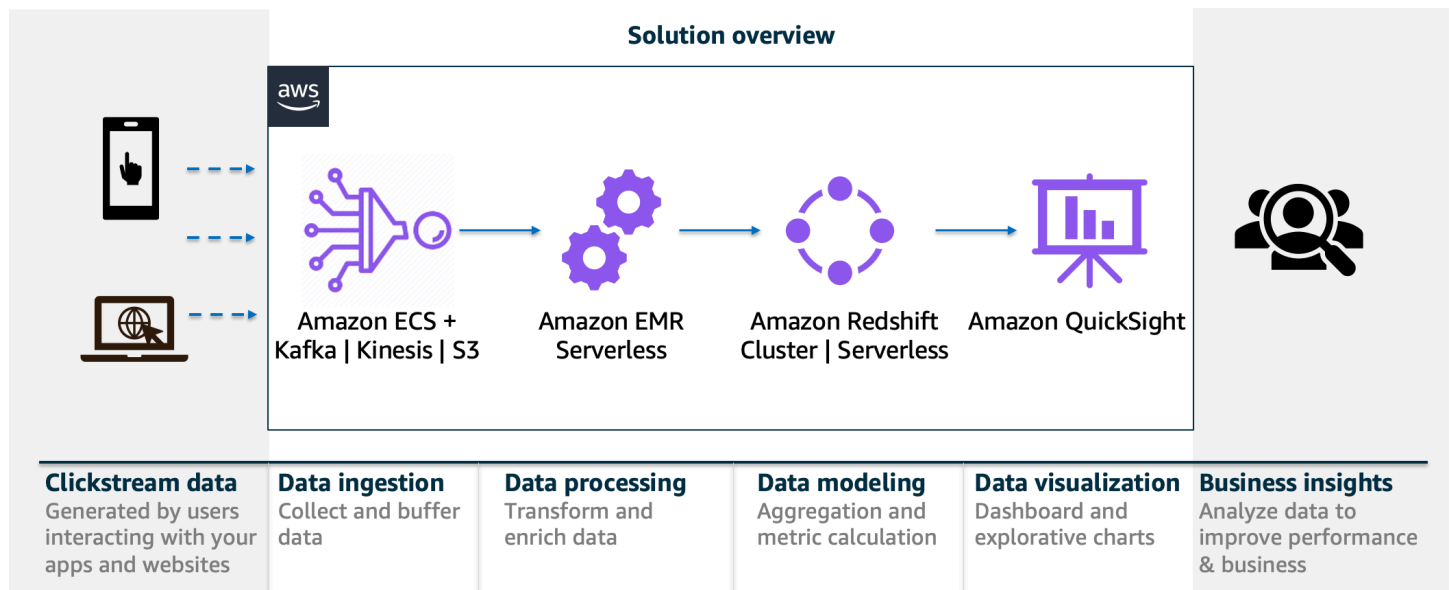 Solution overview
aws
Amazon ECS +
Kafka | Kinesis | S3
Amazon EMR
Serverless
Amazon Redshift
Cluster | Serverless
Amazon QuickSight
Clickstream data
Generated by users
interacting with your
apps and websites
Data ingestion
Collect and buffer
data
Data processing
Transform and
enrich data
Data modeling
Aggregation and
metric calculation
Data visualization
Dashboard and
explorative charts
Business insights
Analyze data to
improve performance
& business